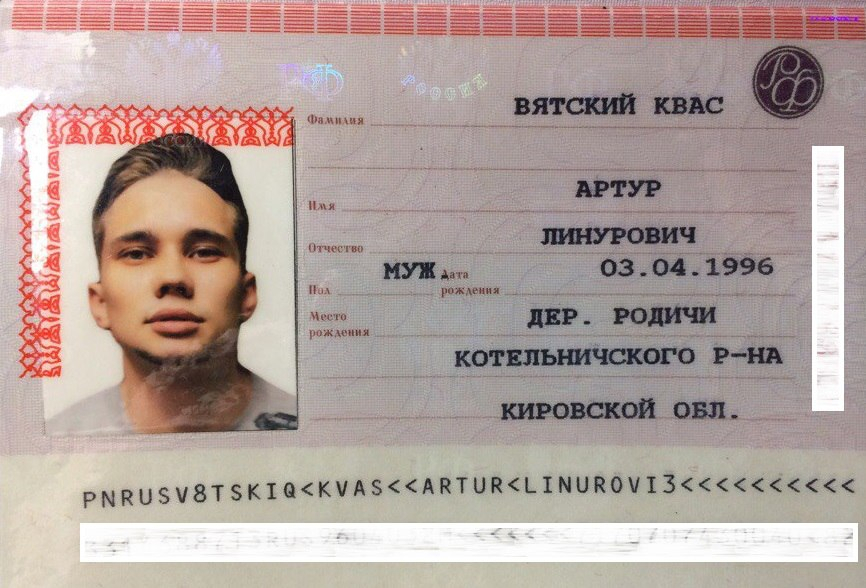 РОССИЯ
РФ
Фамилия ВЯТСКИЙ КВАС
Имя АРТУР
Отчество ЛИНУРОВИЧ
Пол МУЖ. Дата рождения 03.04.1996
Место рождения ДЕР. РОДИЧИ
КОТЕЛЬНИЧСКОГО Р-НА
КИРОВСКОЙ ОБЛ.
PNRUSV8TSKIQ<KVAS<<ARTUR<LINUROVI3<<<<<<<<<<